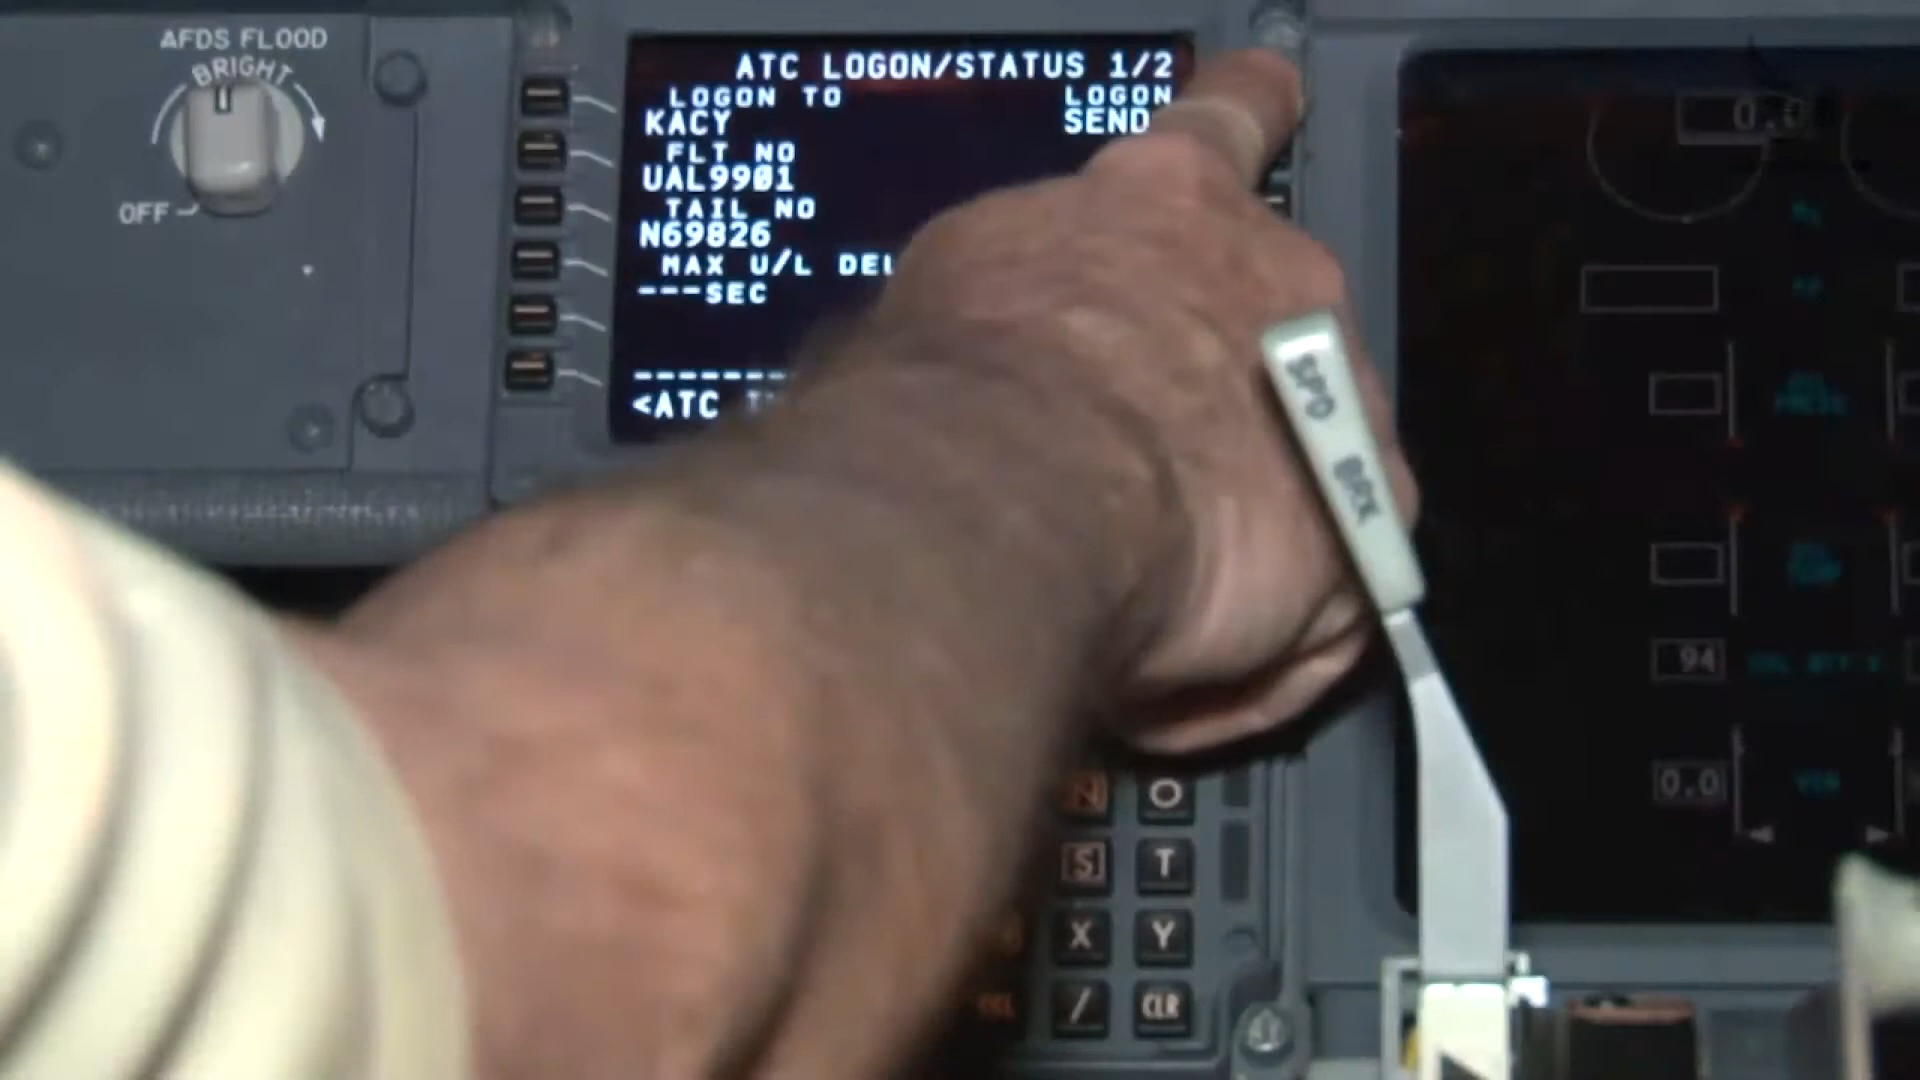 AFDS FLOOD
BRIGHT
OFF
ATC LOGON/STATUS 1/2
LOGON TO LOGON
KACY SEND
FLT NO
UAL9901
TAIL NO
N69826
MAX U/L DEL
---SEC
-------
<ATC
SPD BRK
0.0
94
0.0
N O
S T
X Y
/ CLR